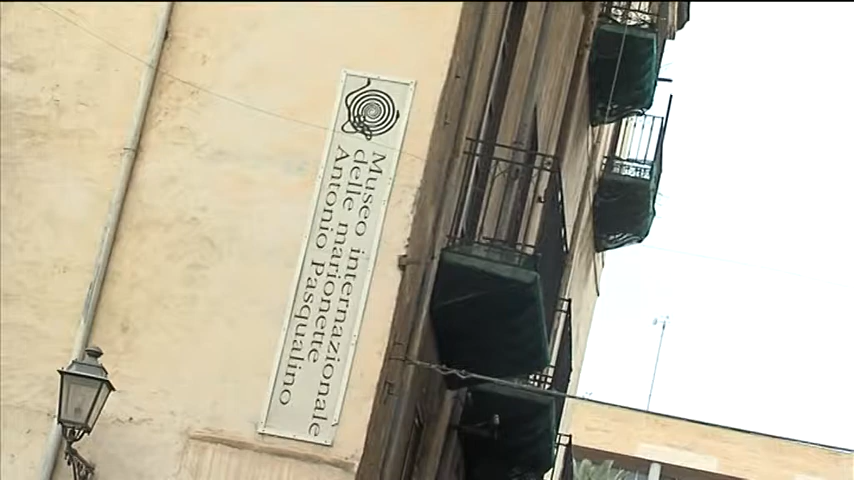 Museo internazionale
delle marionette
Antonio Pasqualino